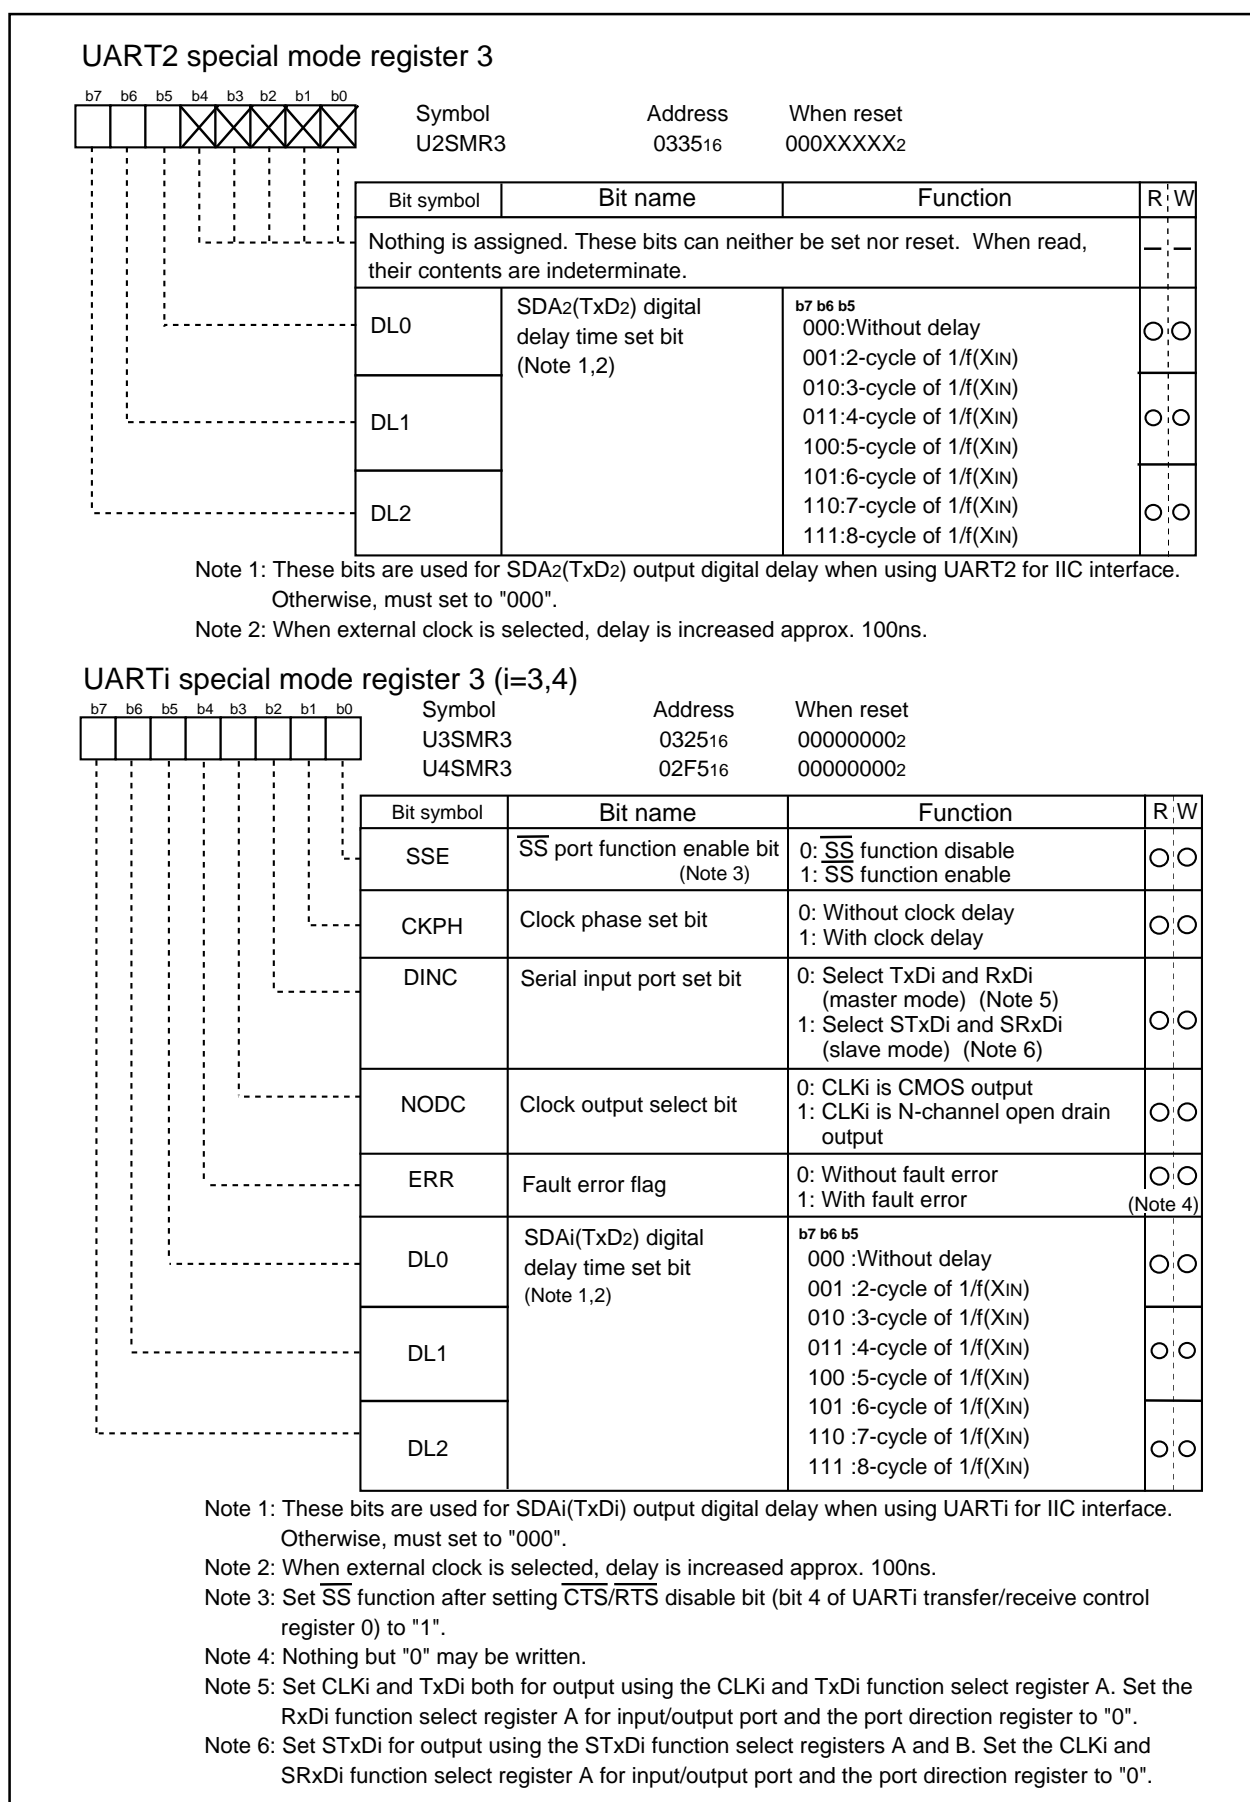 UART2 special mode register 3
b7 b6 b5 b4 b3 b2 b1 b0
Symbol Address When reset
U2SMR3 033516 000XXXXX2
Bit symbol Bit name Function R W
Nothing is assigned. These bits can neither be set nor reset. When read,
their contents are indeterminate.
— —
DL0
SDA2(TxD2) digital
delay time set bit
(Note 1,2)
b7 b6 b5
000:Without delay
001:2-cycle of 1/f(XIN)
010:3-cycle of 1/f(XIN)
011:4-cycle of 1/f(XIN)
100:5-cycle of 1/f(XIN)
101:6-cycle of 1/f(XIN)
110:7-cycle of 1/f(XIN)
111:8-cycle of 1/f(XIN)
DL1
DL2
Note 1: These bits are used for SDA2(TxD2) output digital delay when using UART2 for IIC interface.
Otherwise, must set to "000".
Note 2: When external clock is selected, delay is increased approx. 100ns.
UARTi special mode register 3 (i=3,4)
b7 b6 b5 b4 b3 b2 b1 b0
Symbol Address When reset
U3SMR3 032516 000000002
U4SMR3 02F516 000000002
Bit symbol Bit name Function R W
SSE
SS port function enable bit
(Note 3)
0: SS function disable
1: SS function enable
CKPH
Clock phase set bit
0: Without clock delay
1: With clock delay
DINC
Serial input port set bit
0: Select TxDi and RxDi
(master mode) (Note 5)
1: Select STxDi and SRxDi
(slave mode) (Note 6)
NODC
Clock output select bit
0: CLKi is CMOS output
1: CLKi is N-channel open drain
output
ERR
Fault error flag
0: Without fault error
1: With fault error
(Note 4)
DL0
SDAi(TxD2) digital
delay time set bit
(Note 1,2)
b7 b6 b5
000 :Without delay
001 :2-cycle of 1/f(XIN)
010 :3-cycle of 1/f(XIN)
011 :4-cycle of 1/f(XIN)
100 :5-cycle of 1/f(XIN)
101 :6-cycle of 1/f(XIN)
110 :7-cycle of 1/f(XIN)
111 :8-cycle of 1/f(XIN)
DL1
DL2
Note 1: These bits are used for SDAi(TxDi) output digital delay when using UARTi for IIC interface.
Otherwise, must set to "000".
Note 2: When external clock is selected, delay is increased approx. 100ns.
Note 3: Set SS function after setting CTS/RTS disable bit (bit 4 of UARTi transfer/receive control
register 0) to "1".
Note 4: Nothing but "0" may be written.
Note 5: Set CLKi and TxDi both for output using the CLKi and TxDi function select register A. Set the
RxDi function select register A for input/output port and the port direction register to "0".
Note 6: Set STxDi for output using the STxDi function select registers A and B. Set the CLKi and
SRxDi function select register A for input/output port and the port direction register to "0".